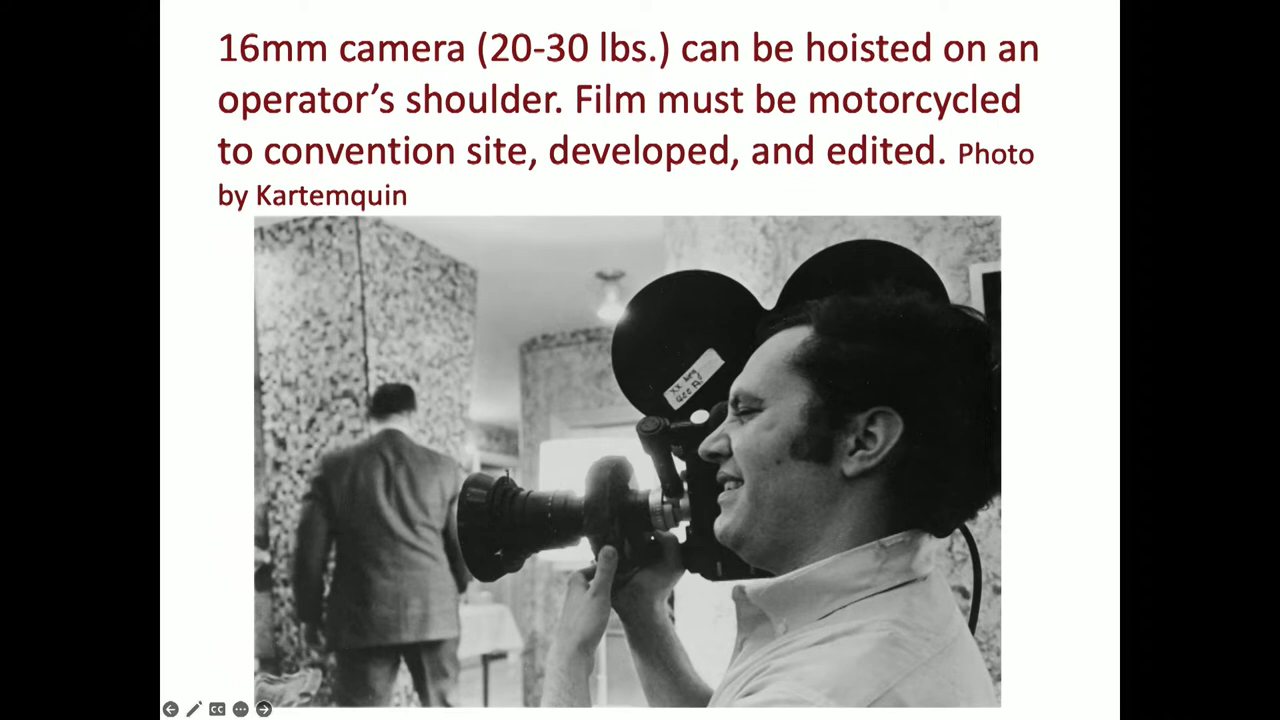 16mm camera (20-30 lbs.) can be hoisted on an
operator’s shoulder. Film must be motorcycled
to convention site, developed, and edited. Photo
by Kartemquin
CC